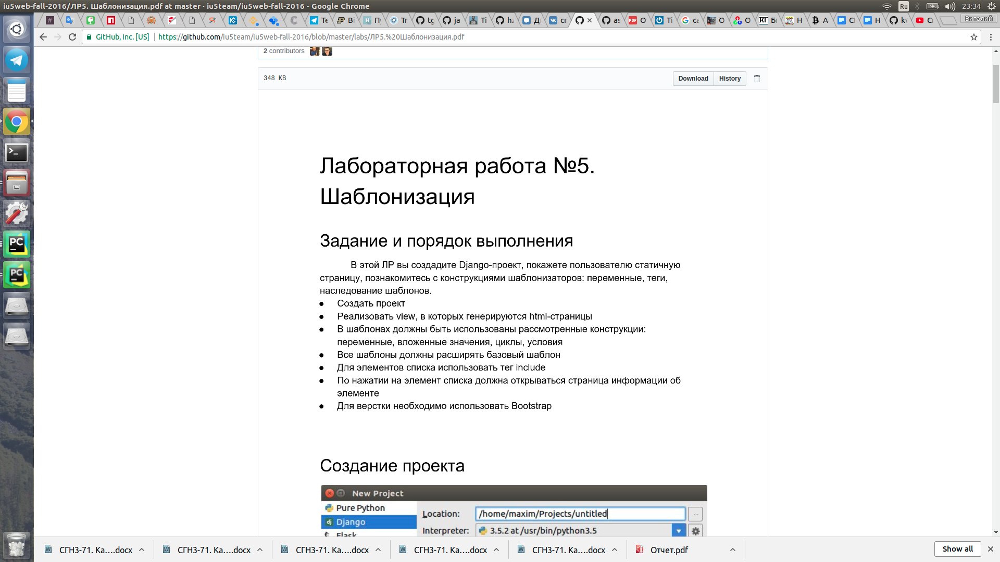 iu5web-fall-2016/ЛР5. Шаблонизация.pdf at master · iu5team/iu5web-fall-2016 - Google Chrome
Ru
23:34
Виталий
GitHub, Inc. [US]
https://github.com/iu5team/iu5web-fall-2016/blob/master/labs/ЛР5.%20Шаблонизация.pdf
2 contributors
348 KB
Download
History
Лабораторная работа №5.
Шаблонизация
Задание и порядок выполнения
В этой ЛР вы создадите Django-проект, покажете пользователю статичную
страницу, познакомитесь с конструкциями шаблонизаторов: переменные, теги,
наследование шаблонов.
● Создать проект
● Реализовать view, в которых генерируются html-страницы
● В шаблонах должны быть использованы рассмотренные конструкции:
переменные, вложенные значения, циклы, условия
● Все шаблоны должны расширять базовый шаблон
● Для элементов списка использовать тег include
● По нажатии на элемент списка должна открываться страница информации об
элементе
● Для верстки необходимо использовать Bootstrap
Создание проекта
New Project
Pure Python
Location:
/home/maxim/Projects/untitled
...
Django
Interpreter:
3.5.2 at /usr/bin/python3.5
Flask
СГН3-71. Ка....docx
СГН3-71. Ка....docx
СГН3-71. Ка....docx
СГН3-71. Ка....docx
СГН3-71. Ка....docx
Отчет.pdf
Show all